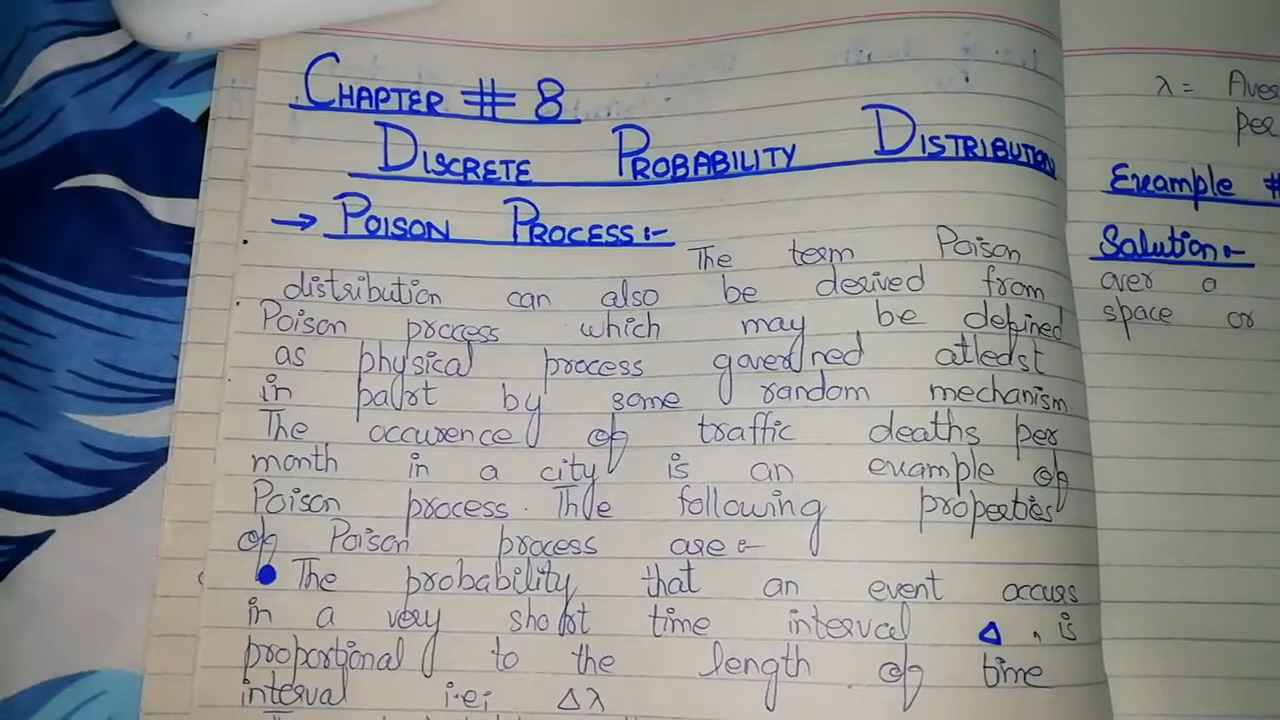 CHAPTER # 8
DISCRETE PROBABILITY DISTRIBUTION
→ POISON PROCESS:-
The term Poison
distribution can also be derived from
Poison process which may be defined
as physical process governed atleast
in part by some random mechanism.
The occurence of traffic deaths per
month in a city is an example of
Poison process. The following properties
of Poison process are:-
• The probability that an event occurs
in a very short time interval Δ, is
proportional to the length of time
interval i.e; Δλ
λ = Aver
per
Example #
Solution:-
over a
space or